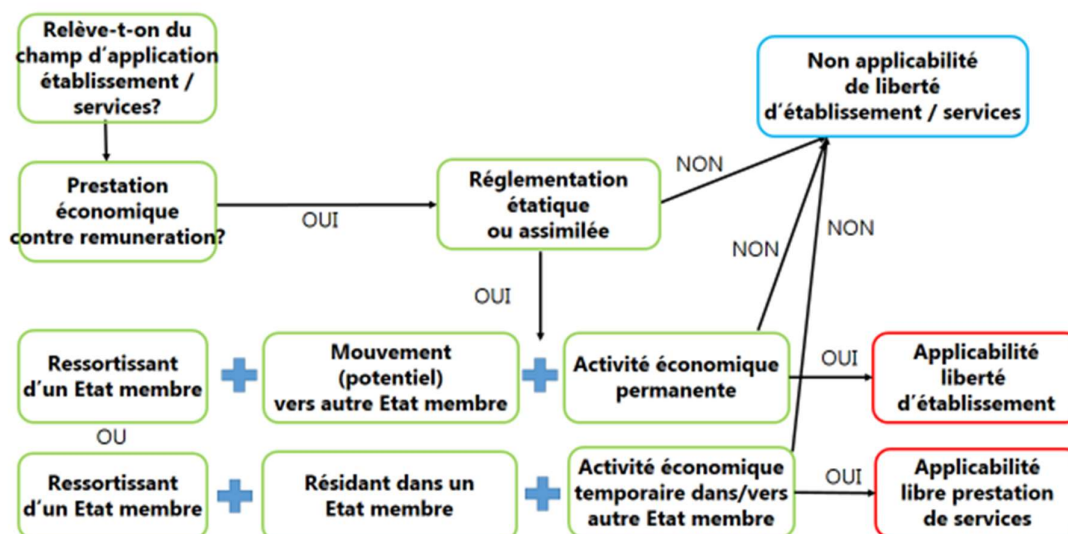 Relève-t-on du
champ d'application
établissement /
services?
Non applicabilité
de liberté
d'établissement / services
Prestation
économique
contre remuneration?
OUI
Réglementation
étatique
ou assimilée
NON
NON
NON
OUI
Ressortissant
d'un Etat membre
Mouvement
(potentiel)
vers autre Etat membre
Activité économique
permanente
OUI
Applicabilité
liberté
d'établissement
OU
Ressortissant
d'un Etat membre
Résidant dans un
Etat membre
Activité économique
temporaire dans/vers
autre Etat membre
OUI
Applicabilité
libre prestation
de services